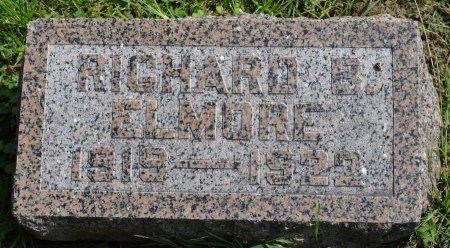 RICHARD B.
ELMORE
1919 — 1922